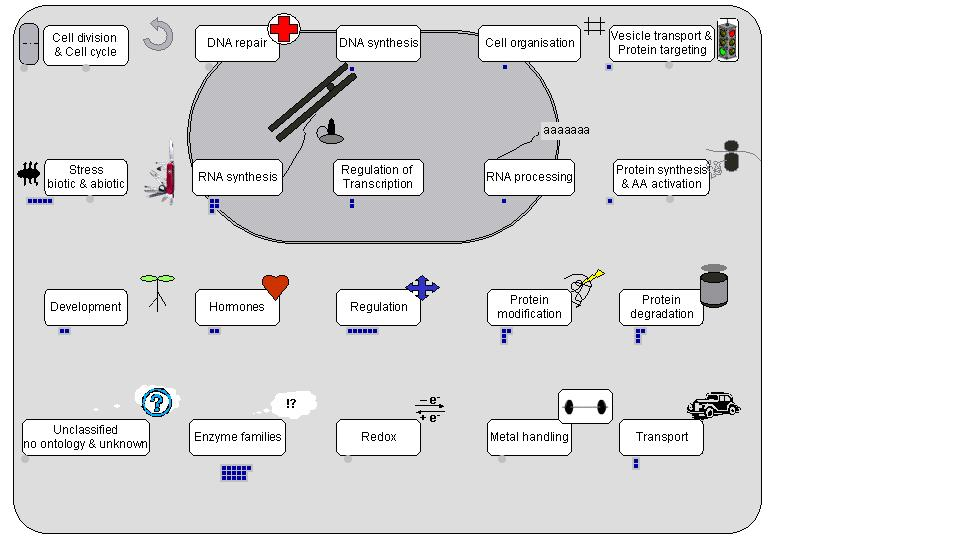 Cell division
& Cell cycle
DNA repair
DNA synthesis
Cell organisation
Vesicle transport &
Protein targeting
aaaaaaa
Stress
biotic & abiotic
RNA synthesis
Regulation of
Transcription
RNA processing
Protein synthesis
& AA activation
Development
Hormones
Regulation
Protein
modification
Protein
degradation
?
!?
– e-
+ e-
Unclassified
no ontology & unknown
Enzyme families
Redox
Metal handling
Transport